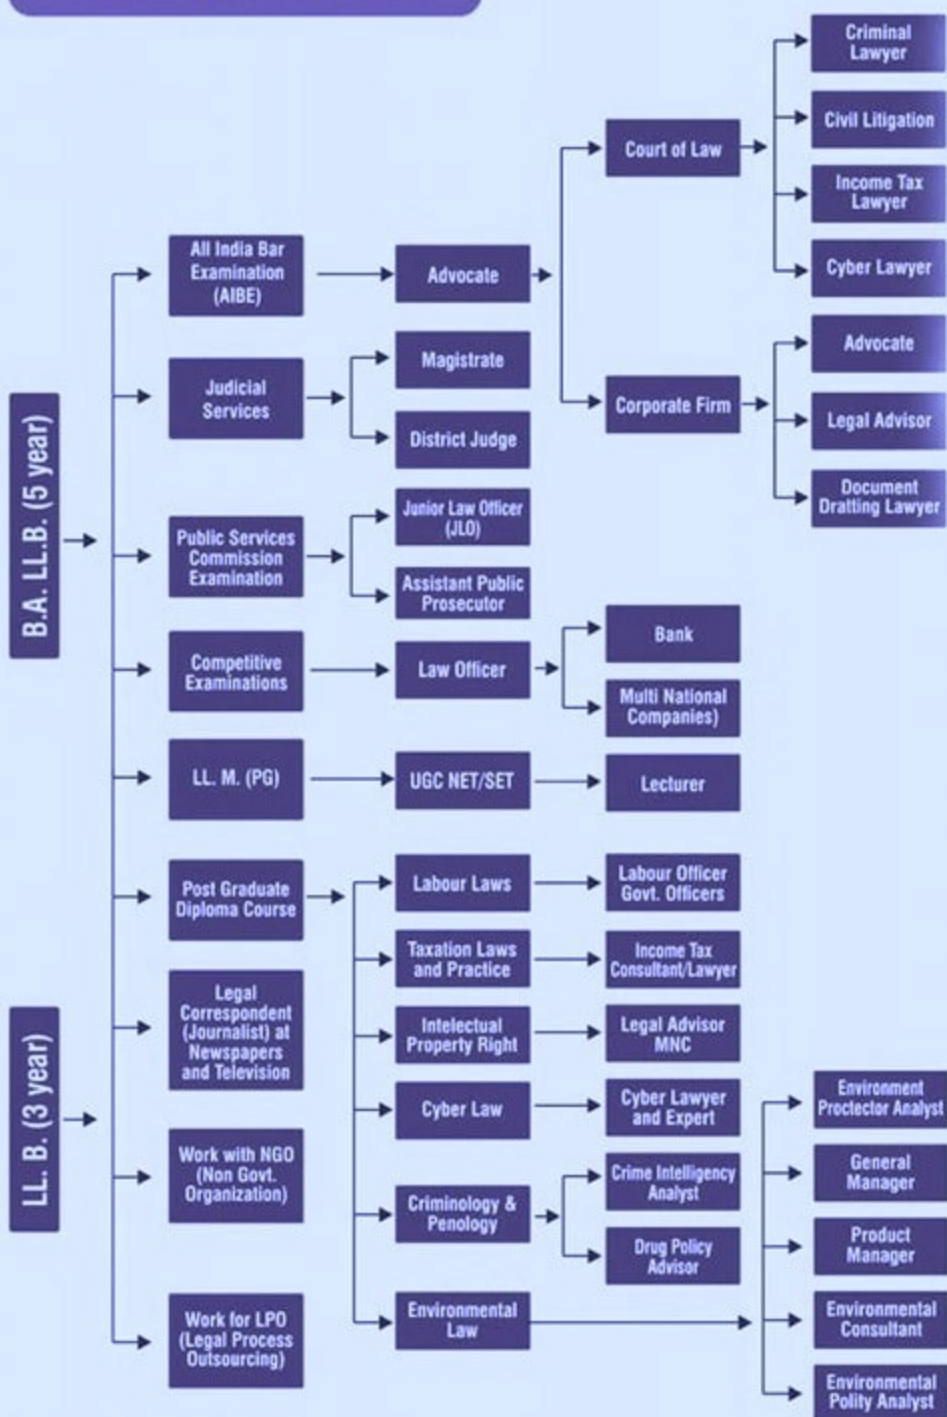 Criminal
Lawyer
Civil Litigation
Court of Law
Income Tax
Lawyer
Cyber Lawyer
All India Bar
Examination
(AIBE)
Advocate
Advocate
Magistrate
Judicial
Services
Corporate Firm
Legal Advisor
District Judge
Document
Dratting Lawyer
B.A. LL.B. (5 year)
Junior Law Officer
(JLO)
Public Services
Commission
Examination
Assistant Public
Prosecutor
Bank
Competitive
Examinations
Law Officer
Multi National
Companies)
LL. M. (PG)
UGC NET/SET
Lecturer
Post Graduate
Diploma Course
Labour Laws
Labour Officer
Govt. Officers
Taxation Laws
and Practice
Income Tax
Consultant/Lawyer
Legal
Correspondent
(Journalist) at
Newspapers
and Television
Intelectual
Property Right
Legal Advisor
MNC
LL. B. (3 year)
Cyber Law
Cyber Lawyer
and Expert
Environment
Proctector Analyst
Work with NGO
(Non Govt.
Organization)
Criminology &
Penology
Crime Intelligency
Analyst
General
Manager
Drug Policy
Advisor
Product
Manager
Work for LPO
(Legal Process
Outsourcing)
Environmental
Law
Environmental
Consultant
Environmental
Polity Analyst